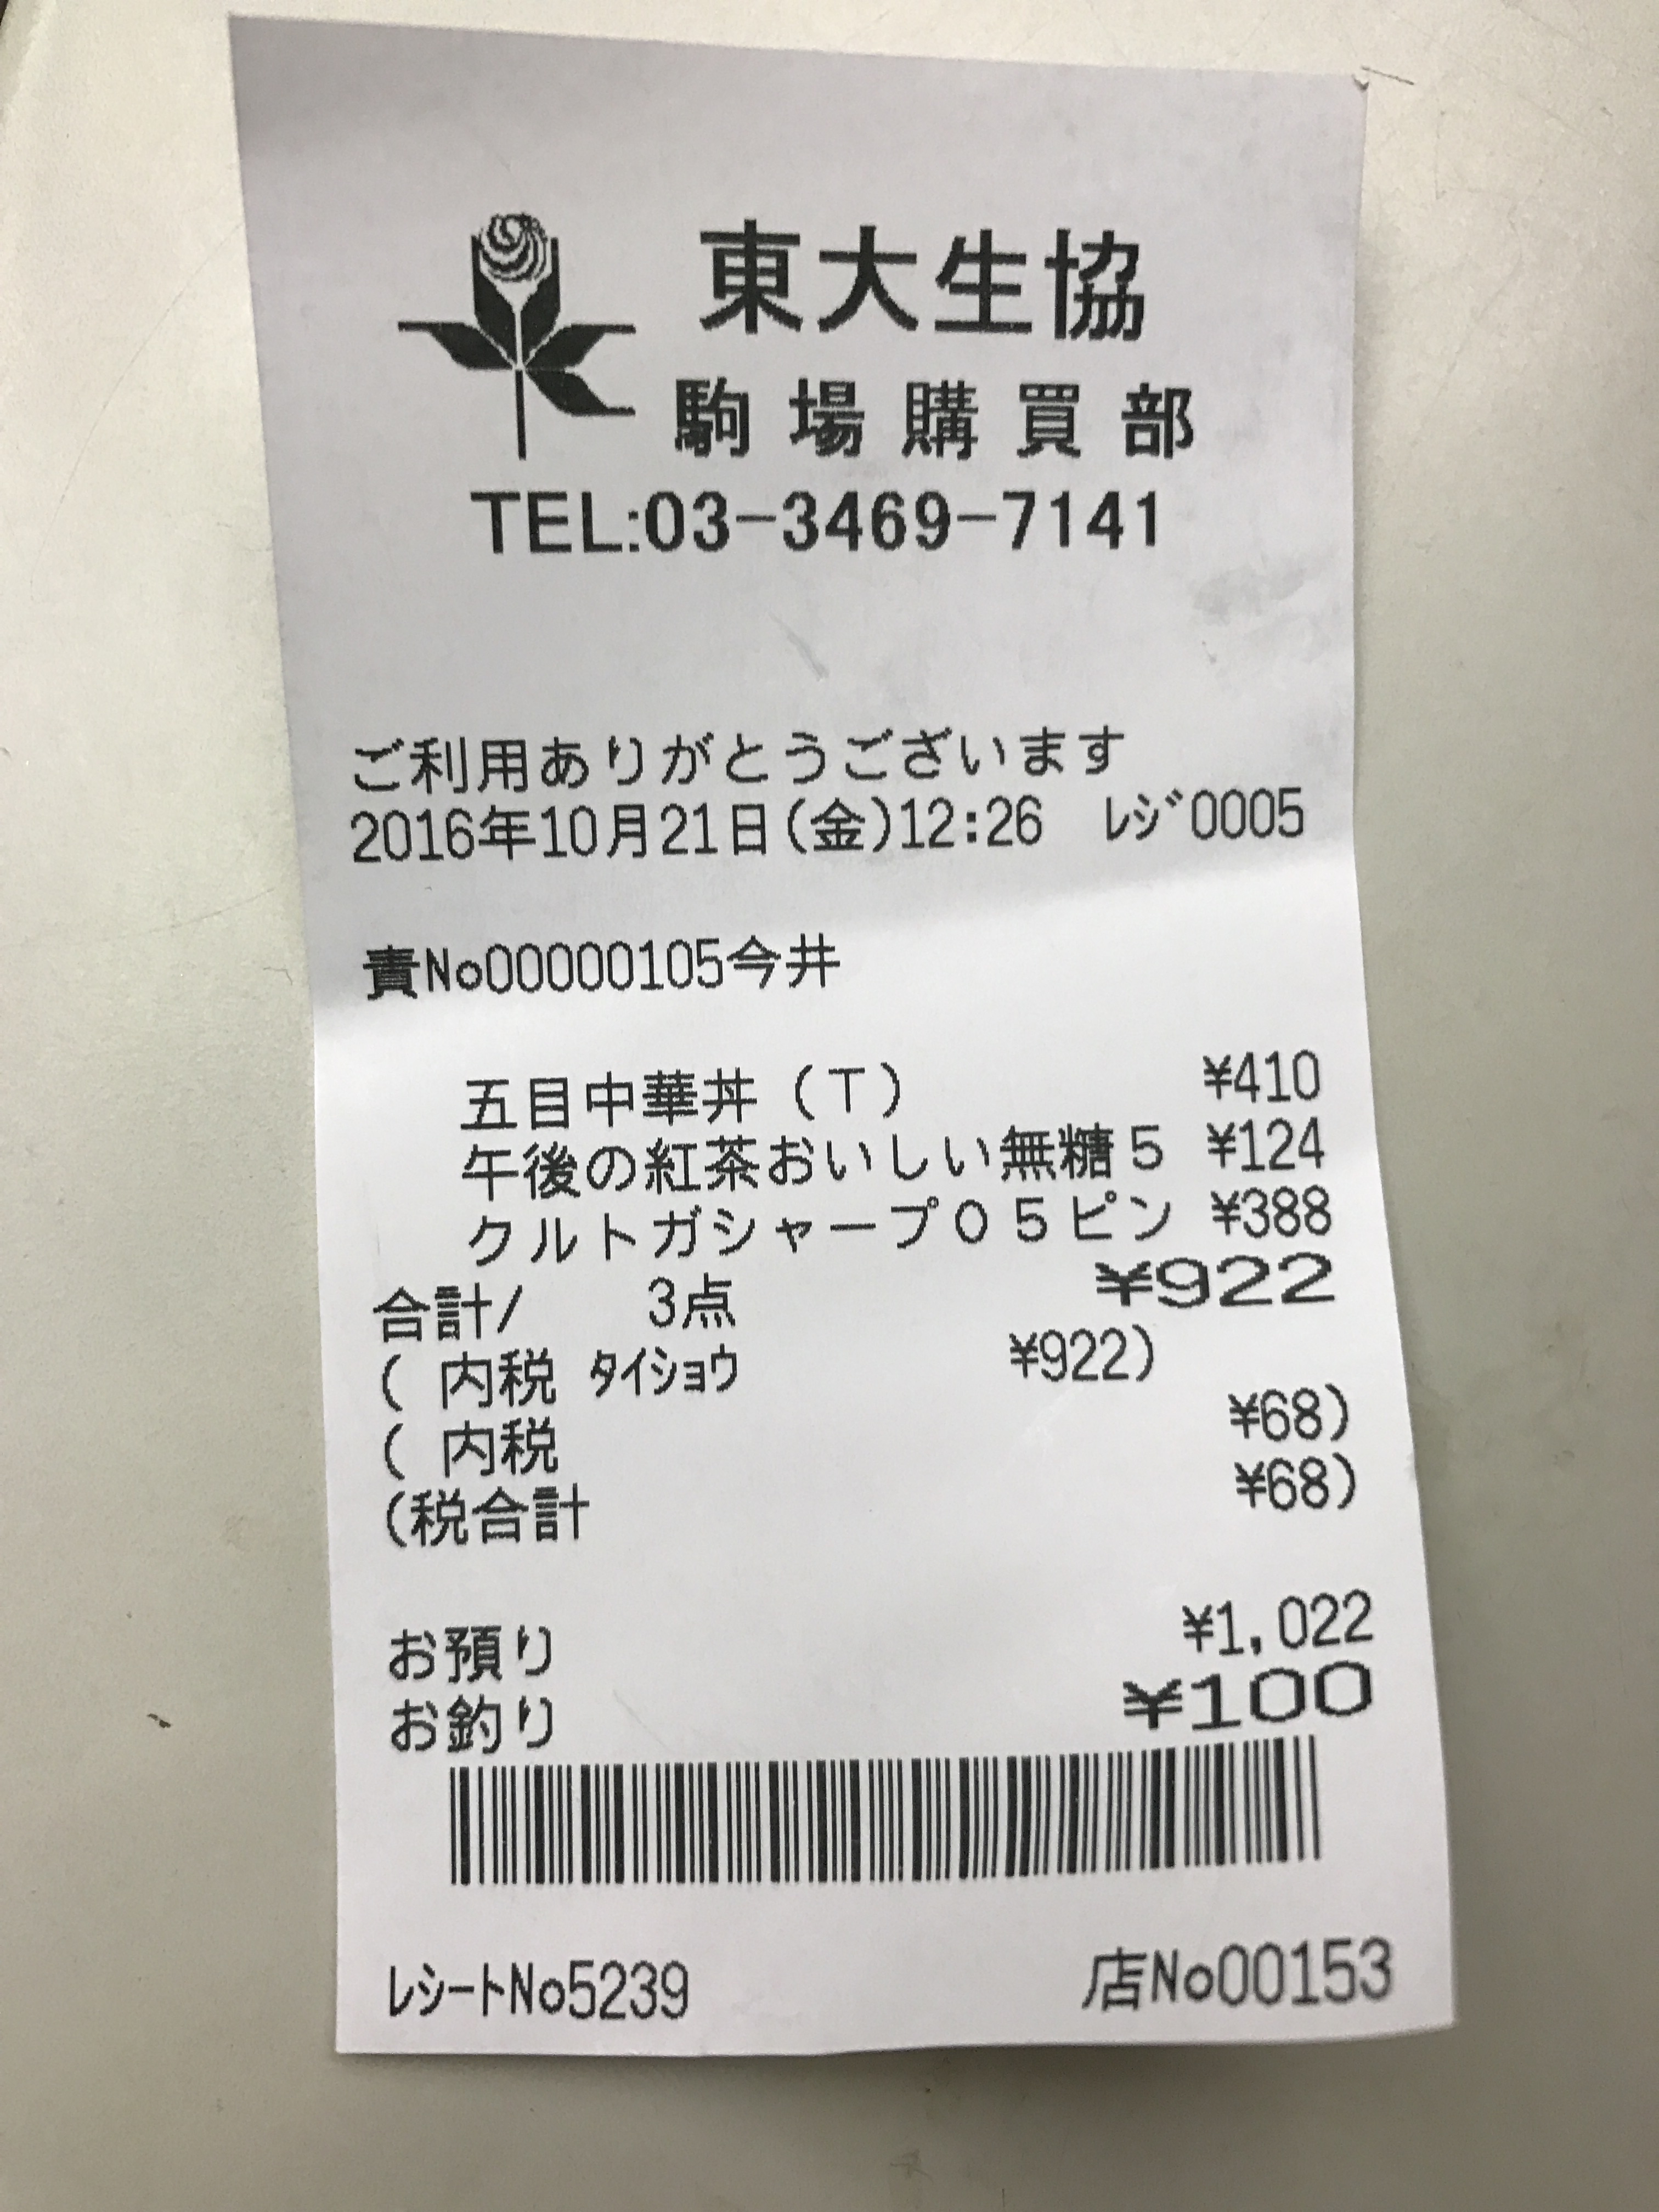 東大生協
駒場購買部
TEL:03-3469-7141
ご利用ありがとうございます
2016年10月21日(金)12:26 ﾚｼﾞ0005
責No00000105今井
五目中華丼(T) ¥410
午後の紅茶おいしい無糖5 ¥124
クルトガシャープ05ピン ¥388
合計/ 3点 ¥922
( 内税 ﾀｲｼｮｳ ¥922)
( 内税 ¥68)
(税合計 ¥68)
お預り ¥1,022
お釣り ¥100
ﾚｼｰﾄNo5239 店No00153